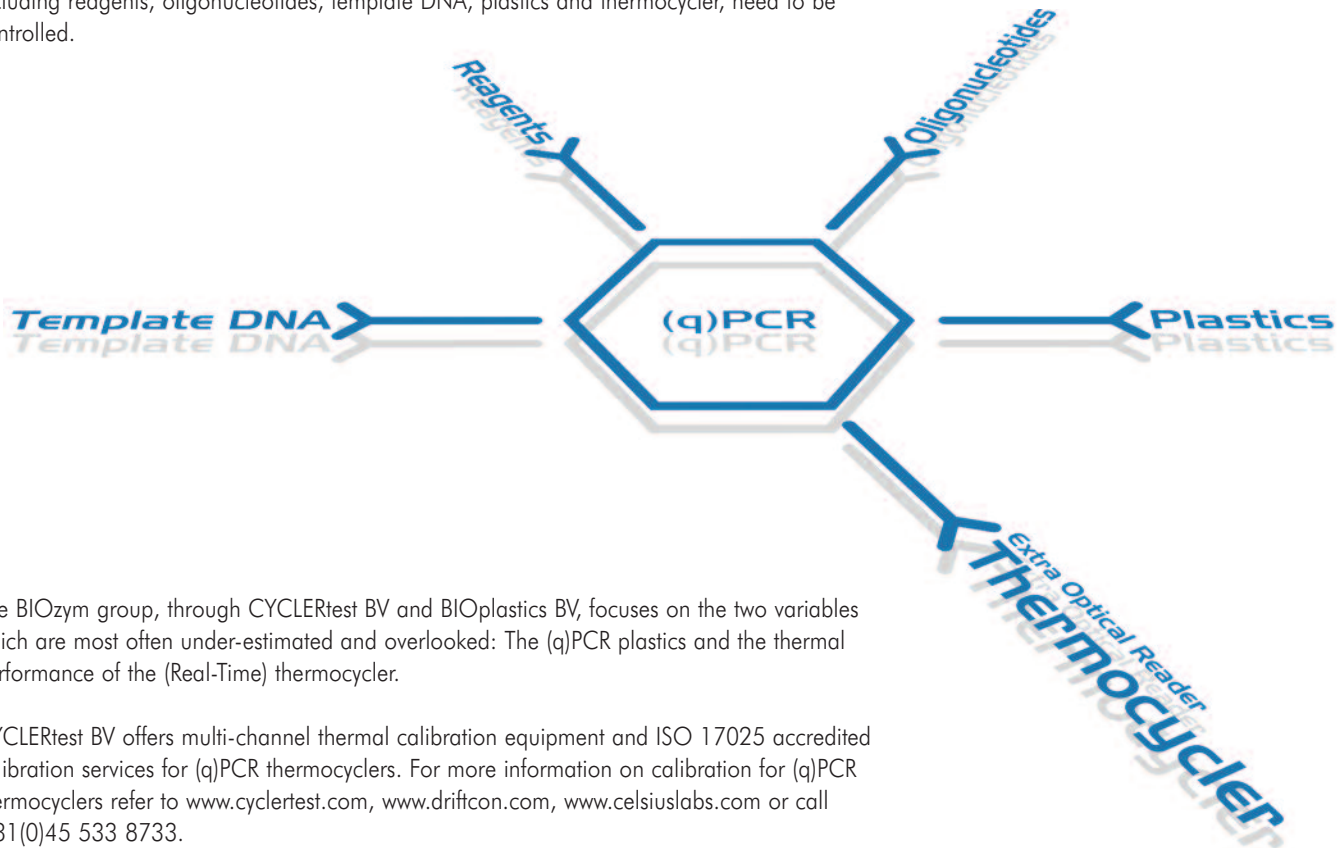 cluding reagents, oligonucleotides, template DNA, plastics and thermocycler, need to be
ntrolled.
Reagents
Oligonucleotides
Template DNA
(q)PCR
Plastics
Extra Optical Reader
Thermocycler
e BIOzym group, through CYCLERtest BV and BIOplastics BV, focuses on the two variables
ich are most often under-estimated and overlooked: The (q)PCR plastics and the thermal
rformance of the (Real-Time) thermocycler.
YCLERtest BV offers multi-channel thermal calibration equipment and ISO 17025 accredited
libration services for (q)PCR thermocyclers. For more information on calibration for (q)PCR
ermocyclers refer to www.cyclertest.com, www.driftcon.com, www.celsiuslabs.com or call
31(0)45 533 8733.